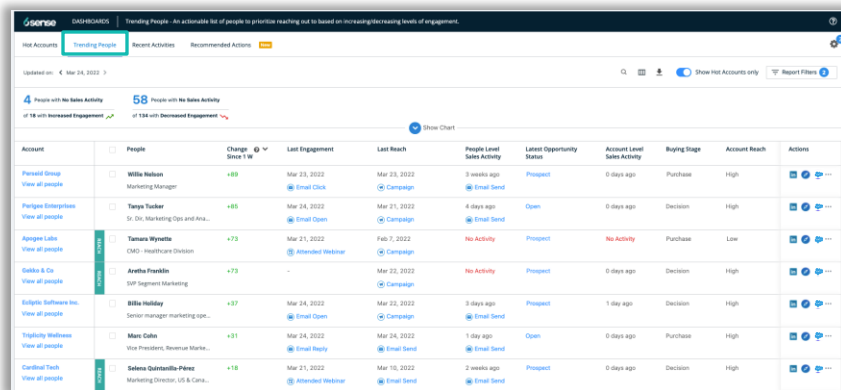 6sense DASHBOARDS Trending People - An actionable list of people to prioritize reaching out to based on increasing/decreasing levels of engagement.
Hot Accounts Trending People Recent Activities Recommended Actions New
Updated on: < Mar 24, 2022 > Show Hot Accounts only Report Filters 2
4 People with No Sales Activity 58 People with No Sales Activity
of 18 with Increased Engagement of 134 with Decreased Engagement
Show Chart
Account People Change Since 1 W Last Engagement Last Reach People Level Sales Activity Latest Opportunity Status Account Level Sales Activity Buying Stage Account Reach Actions
Willie Nelson +89 Mar 23, 2022 Mar 23, 2022 3 weeks ago Prospect 0 days ago Purchase High
View all people Marketing Manager Email Click Campaign Email Send
Perigee Enterprises Tanya Tucker +85 Mar 24, 2022 Mar 21, 2022 4 days ago Open 0 days ago Decision High
View all people Sr. Dir, Marketing Ops and Ana... Email Open Campaign Email Send
Apogee Labs REACH Tamara Wynette +73 Mar 21, 2022 Feb 7, 2022 No Activity Prospect No Activity Purchase Low
View all people CMO - Healthcare Division Attended Webinar Campaign
Gekko & Co REACH Aretha Franklin +73 - Mar 22, 2022 No Activity Prospect 0 days ago Decision High
View all people SVP Segment Marketing Campaign
Ecliptic Software Inc. Billie Holiday +37 Mar 24, 2022 Mar 22, 2022 3 days ago Prospect 1 day ago Decision High
View all people Senior manager marketing ope... Email Open Campaign Email Send
Triplicity Wellness Marc Cohn +31 Mar 24, 2022 Mar 24, 2022 1 day ago Open 0 days ago Purchase High
View all people Vice President, Revenue Marke... Email Reply Email Send Email Send
Cardinal Tech REACH Selena Quintanilla-Pérez +18 Mar 21, 2022 Mar 10, 2022 2 weeks ago Prospect 0 days ago Decision High
View all people Marketing Director, US & Cana... Attended Webinar Email Send Email Send